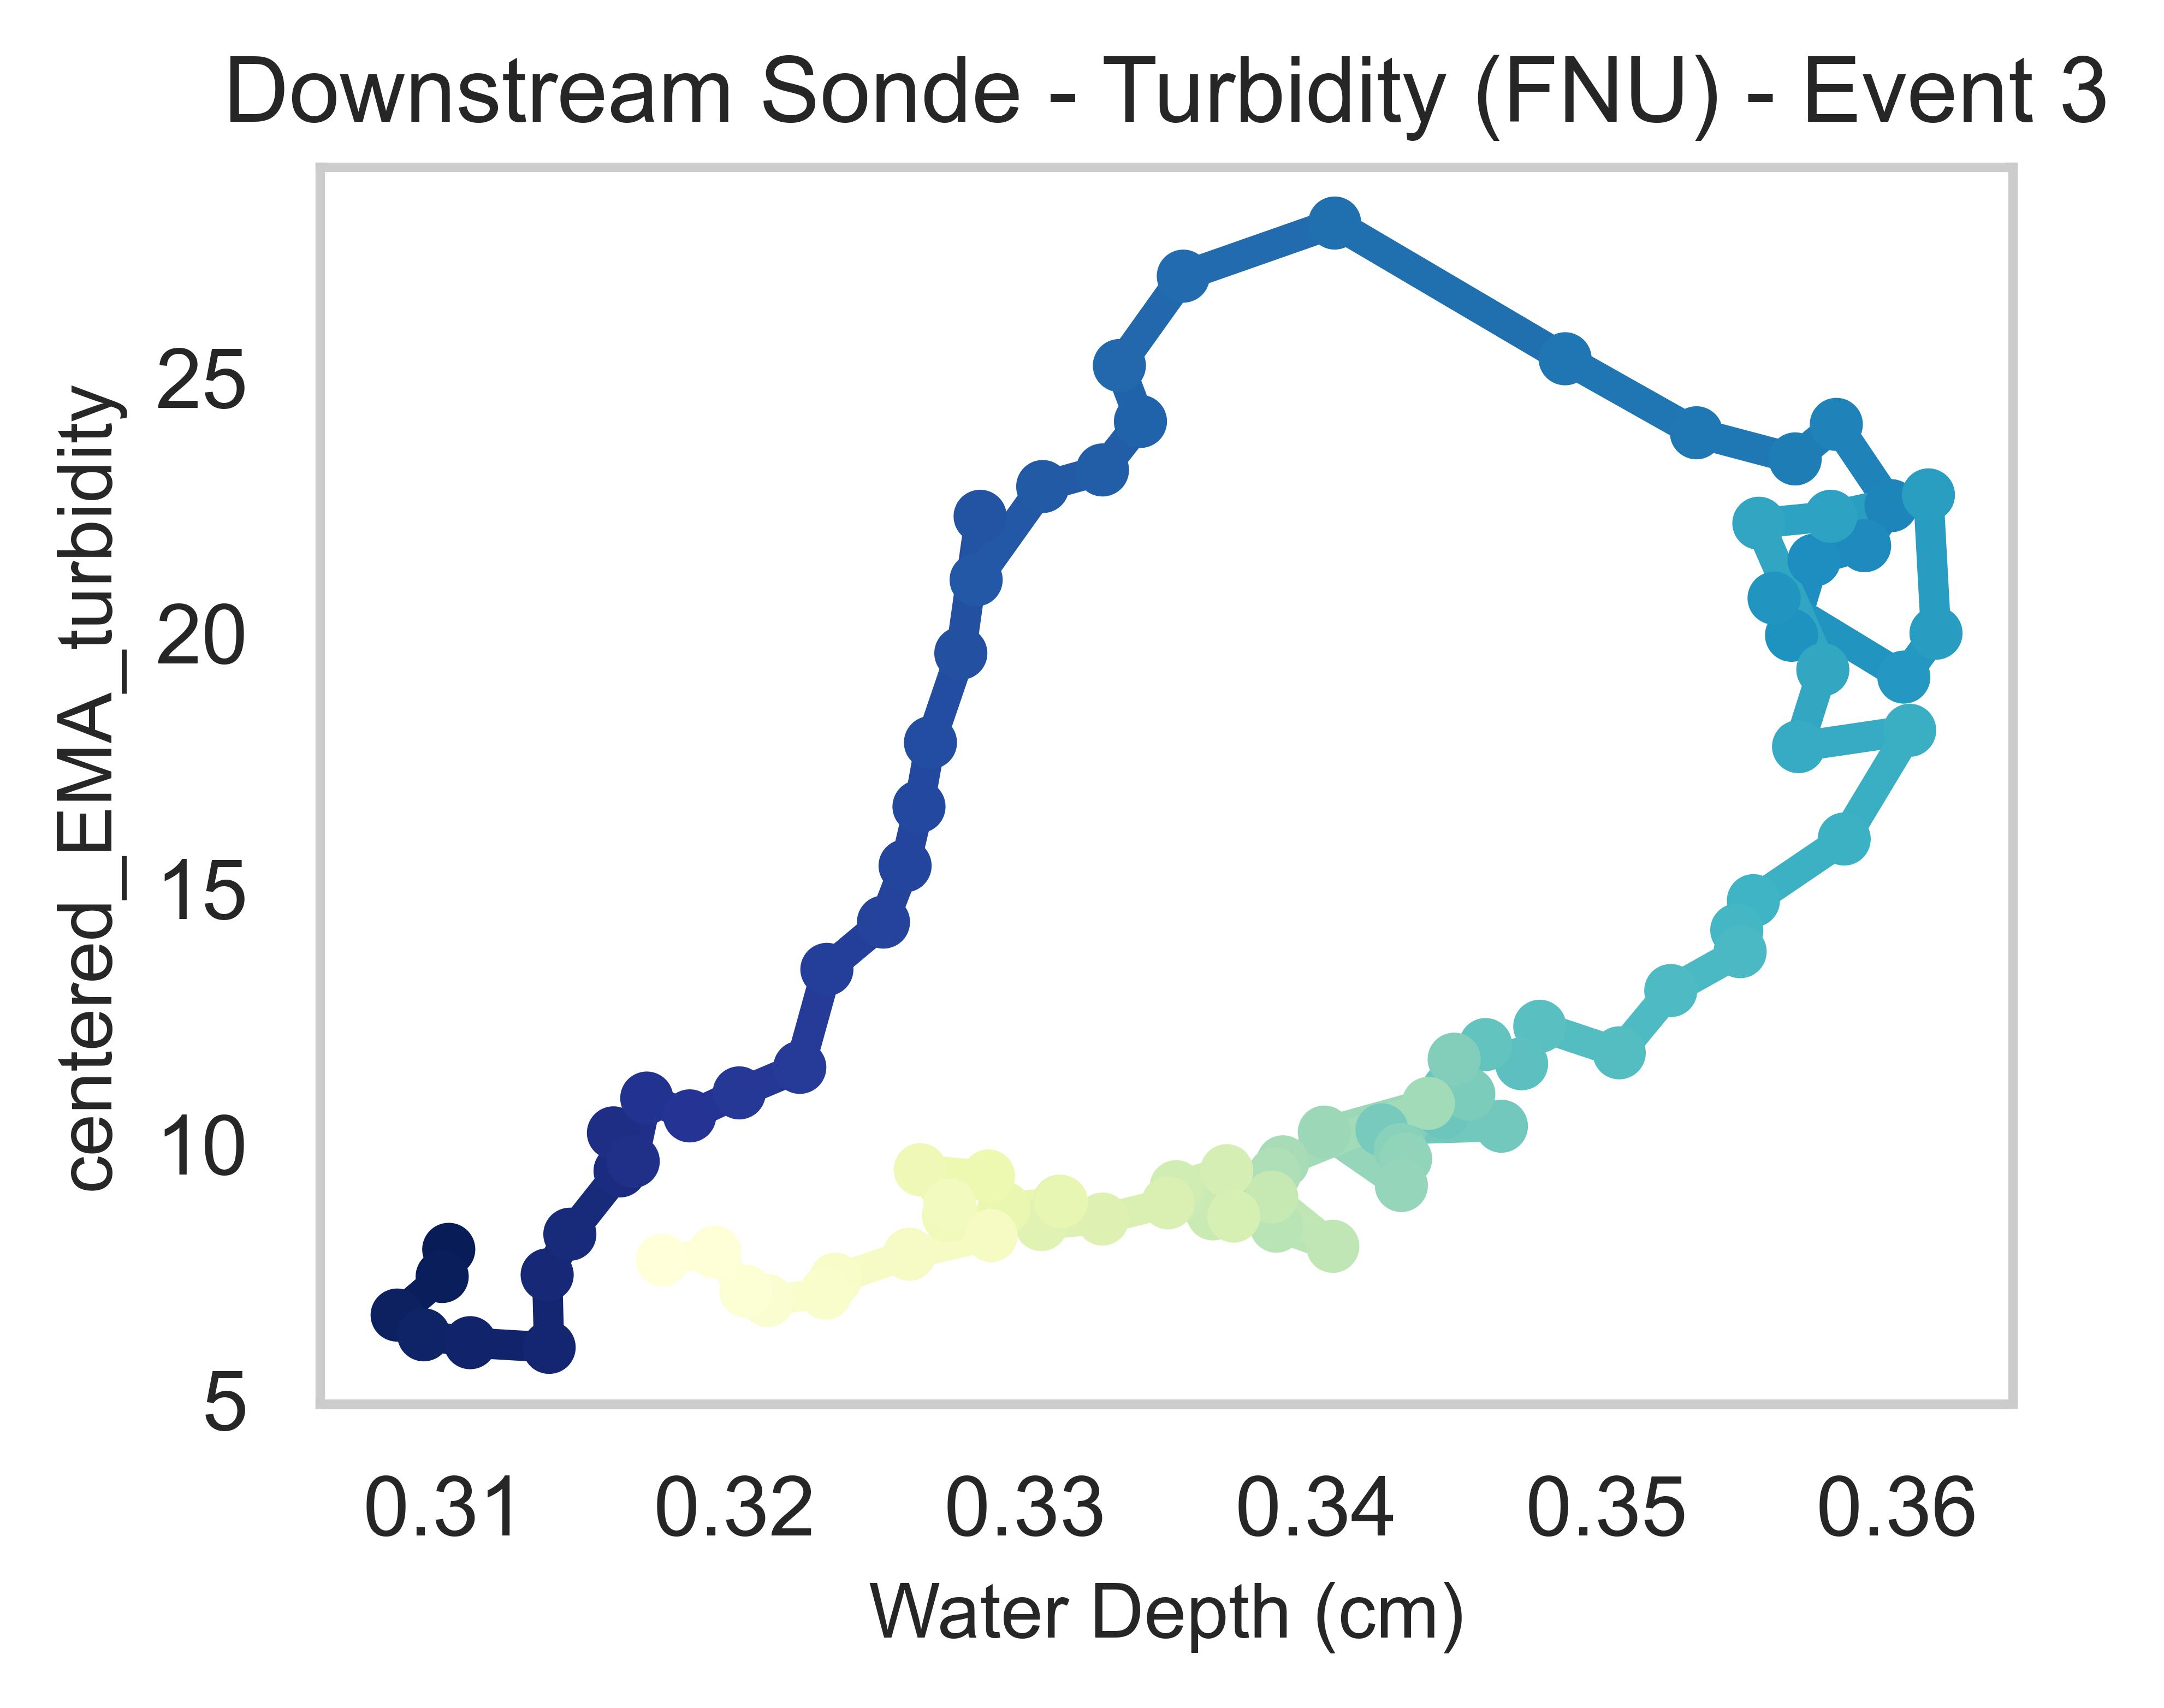 Downstream Sonde - Turbidity (FNU) - Event 3
centered_EMA_turbidity
25
20
15
10
5
0.31 0.32 0.33 0.34 0.35 0.36
Water Depth (cm)